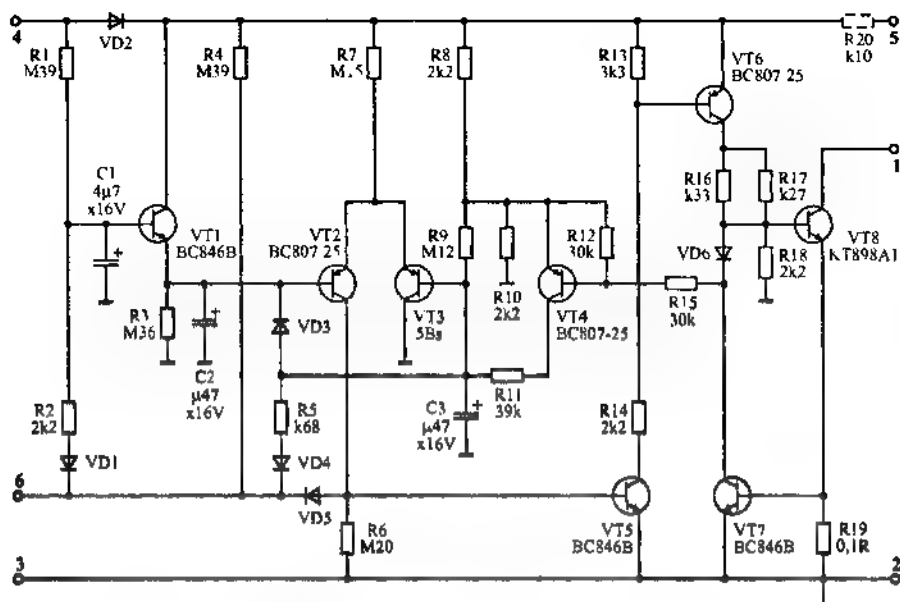 4
VD2
R1
M39
R4
M39
R7
M.5
R8
2k2
R13
3k3
VT6
BC807 25
R20
k10
5
1
C1
4μ7
x16V
VT1
BC846B
VT2
BC807 25
R9
M12
R12
30k
R16
k33
R17
k27
VD6
R18
2k2
VT8
KT898A1
R3
M36
VD3
VT3
R10
2k2
VT4
BC807-25
R15
30k
C2
μ47
x16V
R2
2k2
VD1
R5
k68
VD4
R11
39k
C3
μ47
x16V
R14
2k2
6
VD5
R6
M20
VT5
BC846B
VT7
BC846B
R19
0,1R
3
2